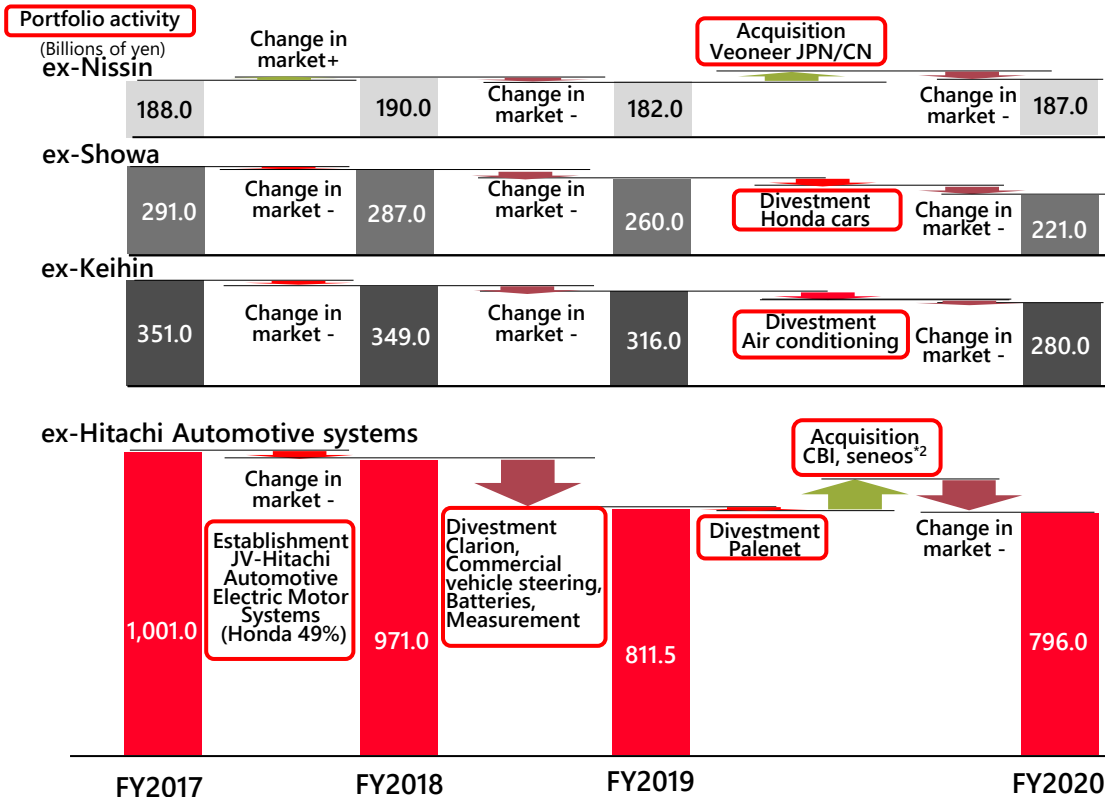 Portfolio activity
(Billions of yen)
ex-Nissin
Change in
market+
Acquisition
Veoneer JPN/CN
188.0
190.0
Change in
market -
182.0
Change in
market -
187.0
ex-Showa
291.0
Change in
market -
287.0
Change in
market -
260.0
Divestment
Honda cars
Change in
market -
221.0
ex-Keihin
351.0
Change in
market -
349.0
Change in
market -
316.0
Divestment
Air conditioning
Change in
market -
280.0
ex-Hitachi Automotive systems
1,001.0
Change in
market -
Establishment
JV-Hitachi
Automotive
Electric Motor
Systems
(Honda 49%)
971.0
Divestment
Clarion,
Commercial
vehicle steering,
Batteries,
Measurement
811.5
Divestment
Palenet
Acquisition
CBI, seneos*2
Change in
market -
796.0
FY2017
FY2018
FY2019
FY2020